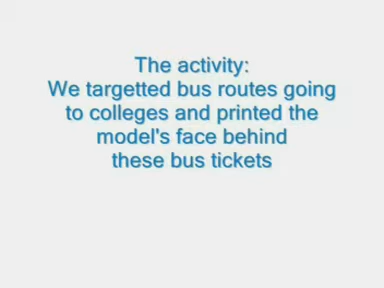 The activity:
We targetted bus routes going
to colleges and printed the
model's face behind
these bus tickets